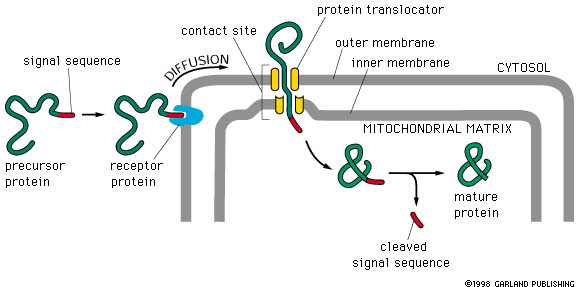 signal sequence
precursor
protein
receptor
protein
DIFFUSION
contact site
protein translocator
outer membrane
inner membrane
CYTOSOL
MITOCHONDRIAL MATRIX
mature
protein
cleaved
signal sequence
©1998 GARLAND PUBLISHING